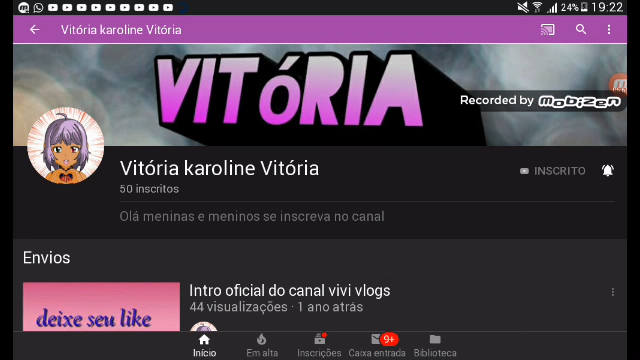 24% 19:22
Vitória karoline Vitória
VITÓRIA
Recorded by MOBIZEN
Vitória karoline Vitória
50 inscritos
INSCRITO
Olá meninas e meninos se inscreva no canal
Envios
deixe seu like
Intro oficial do canal vivi vlogs
44 visualizações · 1 ano atrás
9+
Início Em alta Inscrições Caixa entrada Biblioteca